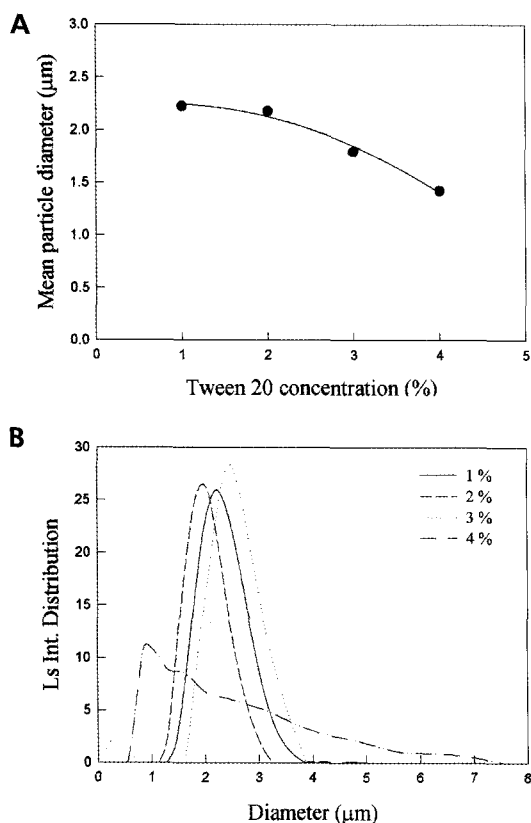 A
3.0
2.5
2.0
1.5
1.0
0.5
0.0
Mean particle diameter (μm)
0 1 2 3 4 5
Tween 20 concentration (%)
B
30
25
20
15
10
5
0
Ls Int. Distribution
1 %
2 %
3 %
4 %
0 1 2 3 4 5 6 7 8
Diameter (μm)